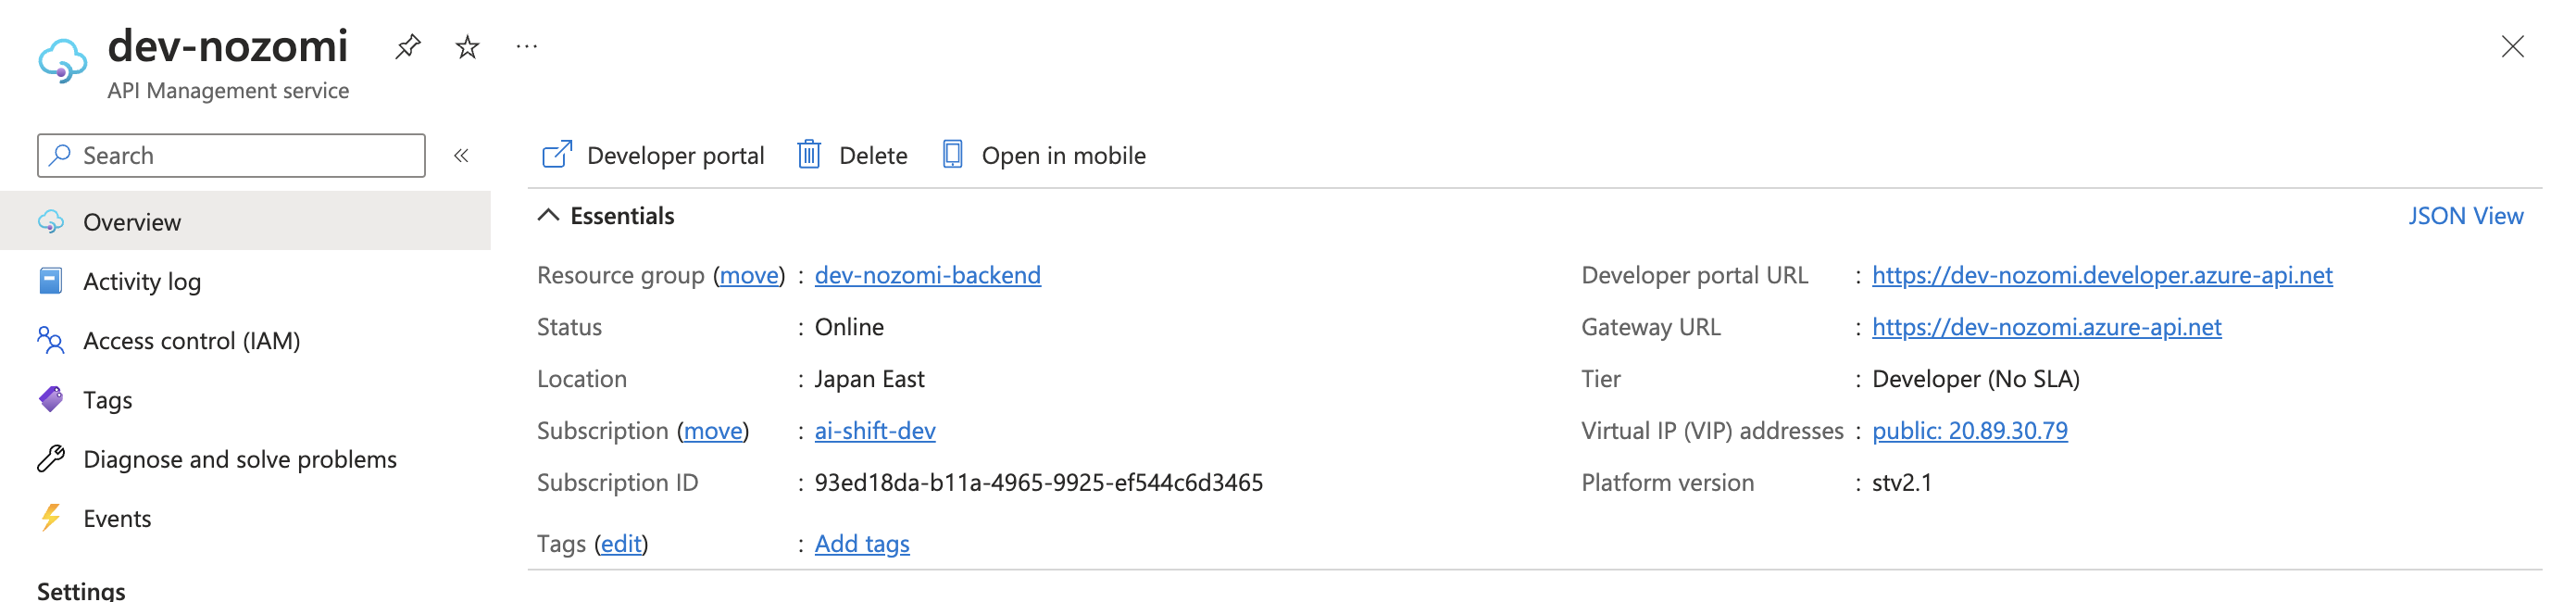 dev-nozomi
API Management service
Search
Overview
Activity log
Access control (IAM)
Tags
Diagnose and solve problems
Events
Settings
Developer portal Delete Open in mobile
Essentials JSON View
Resource group (move) : dev-nozomi-backend
Status : Online
Location : Japan East
Subscription (move) : ai-shift-dev
Subscription ID : 93ed18da-b11a-4965-9925-ef544c6d3465
Tags (edit) : Add tags
Developer portal URL : https://dev-nozomi.developer.azure-api.net
Gateway URL : https://dev-nozomi.azure-api.net
Tier : Developer (No SLA)
Virtual IP (VIP) addresses : public: 20.89.30.79
Platform version : stv2.1